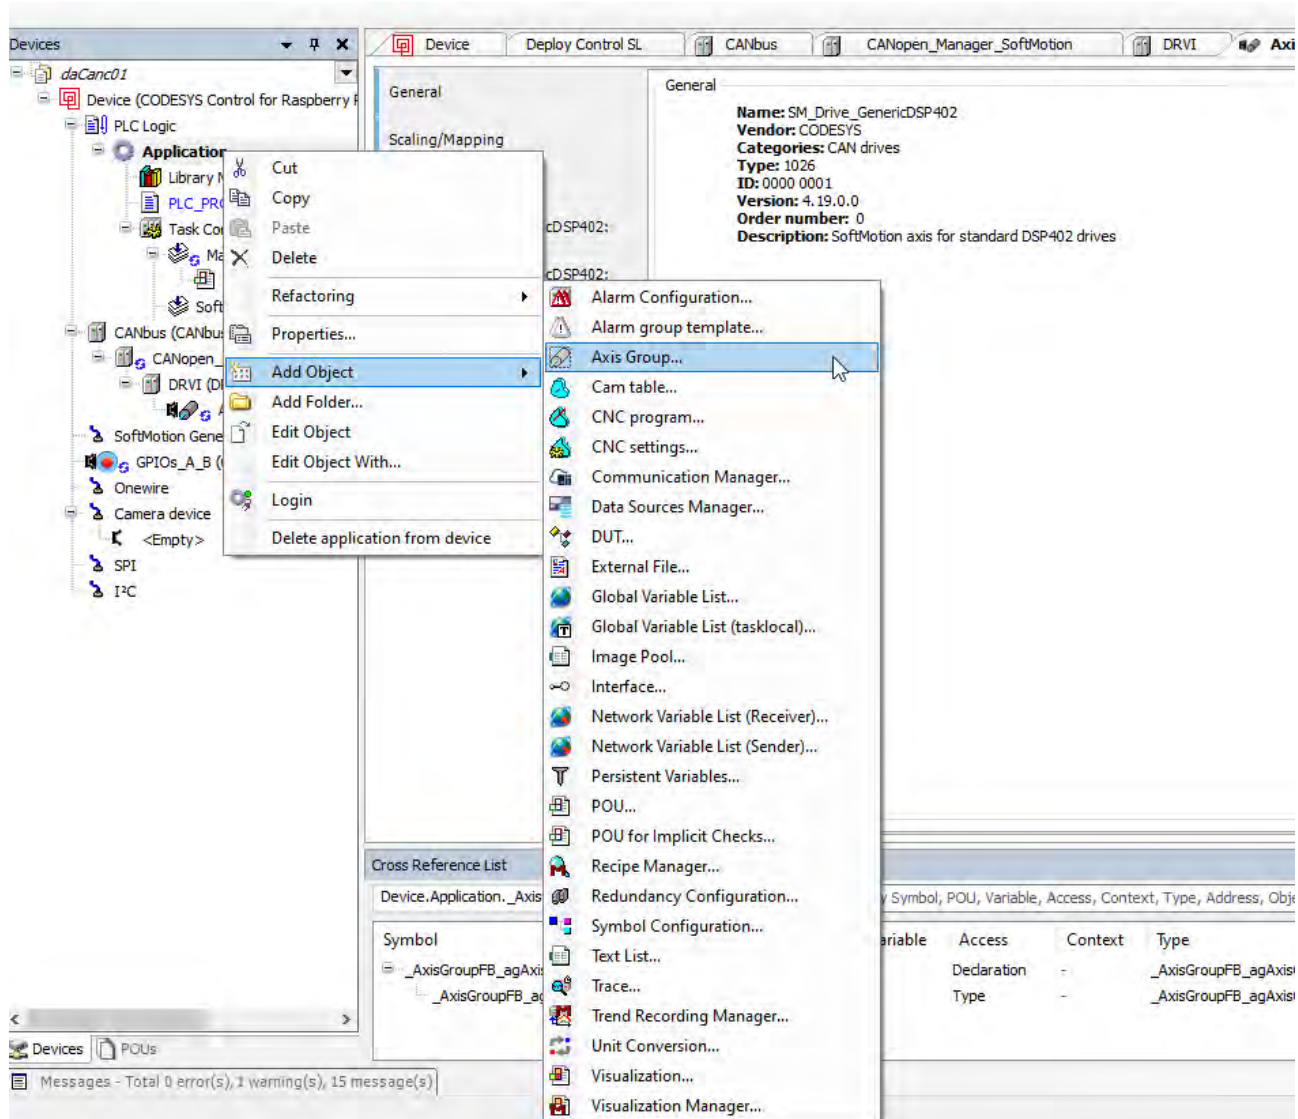 Devices
daCanc01
Device (CODESYS Control for Raspberry
PLC Logic
Application
Library
PLC_PR
Task Co
Ma
Soft
CANbus (CANbu
CANopen_
DRVI (D
A
SoftMotion Gene
GPIOs_A_B (
Onewire
Camera device
<Empty>
SPI
I²C
Devices
POUs
Messages - Total 0 error(s), 1 warning(s), 15 message(s)
Device
Deploy Control SL
CANbus
CANopen_Manager_SoftMotion
DRVI
Axi
General
Scaling/Mapping
cDSP402:
cDSP402:
General
Name: SM_Drive_GenericDSP402
Vendor: CODESYS
Categories: CAN drives
Type: 1026
ID: 0000 0001
Version: 4.19.0.0
Order number: 0
Description: SoftMotion axis for standard DSP402 drives
Cut
Copy
Paste
Delete
Refactoring
Properties...
Add Object
Add Folder...
Edit Object
Edit Object With...
Login
Delete application from device
Alarm Configuration...
Alarm group template...
Axis Group...
Cam table...
CNC program...
CNC settings...
Communication Manager...
Data Sources Manager...
DUT...
External File...
Global Variable List...
Global Variable List (tasklocal)...
Image Pool...
Interface...
Network Variable List (Receiver)...
Network Variable List (Sender)...
Persistent Variables...
POU...
POU for Implicit Checks...
Recipe Manager...
Redundancy Configuration...
Symbol Configuration...
Text List...
Trace...
Trend Recording Manager...
Unit Conversion...
Visualization...
Visualization Manager...
Cross Reference List
Device.Application._Axis
Symbol, POU, Variable, Access, Context, Type, Address, Obje
Symbol
ariable
Access
Context
Type
_AxisGroupFB_agAxi
Declaration
-
_AxisGroupFB_agAxis
_AxisGroupFB_ag
Type
-
_AxisGroupFB_agAxis